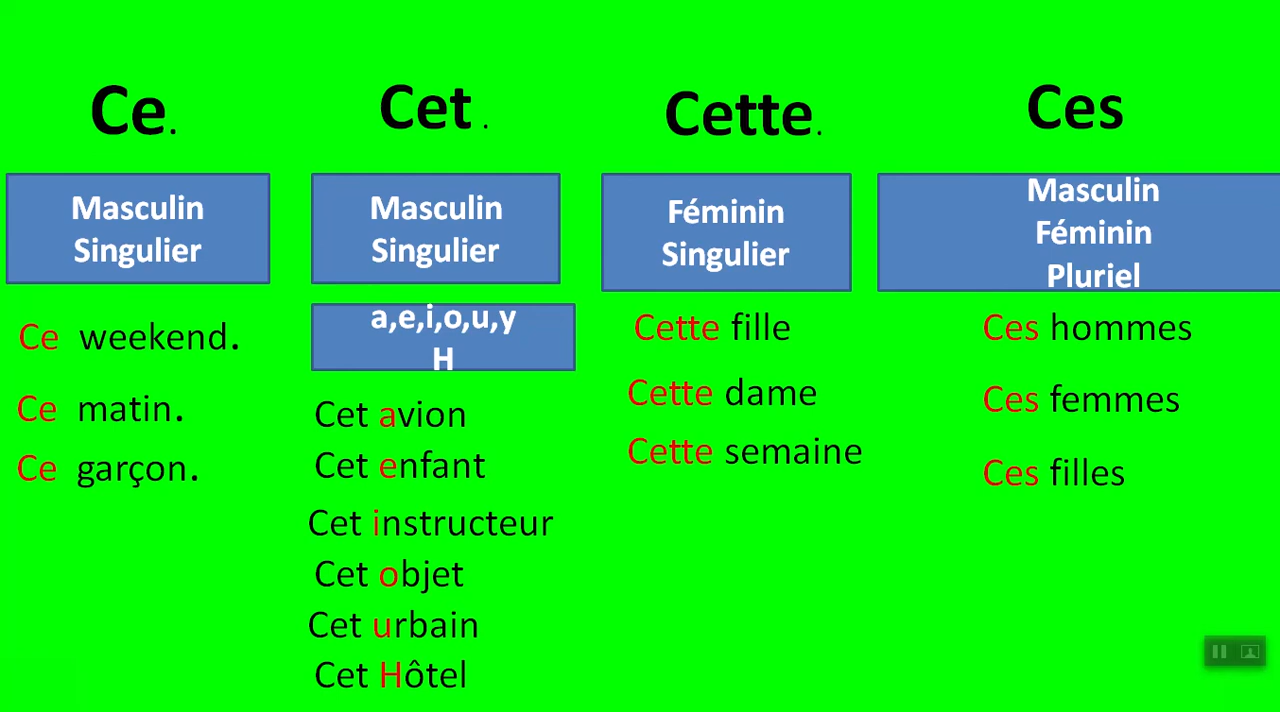 Ce.
Masculin
Singulier
Ce weekend.
Ce matin.
Ce garçon.
Cet .
Masculin
Singulier
a,e,i,o,u,y
H
Cet avion
Cet enfant
Cet instructeur
Cet objet
Cet urbain
Cet Hôtel
Cette.
Féminin
Singulier
Cette fille
Cette dame
Cette semaine
Ces
Masculin
Féminin
Pluriel
Ces hommes
Ces femmes
Ces filles